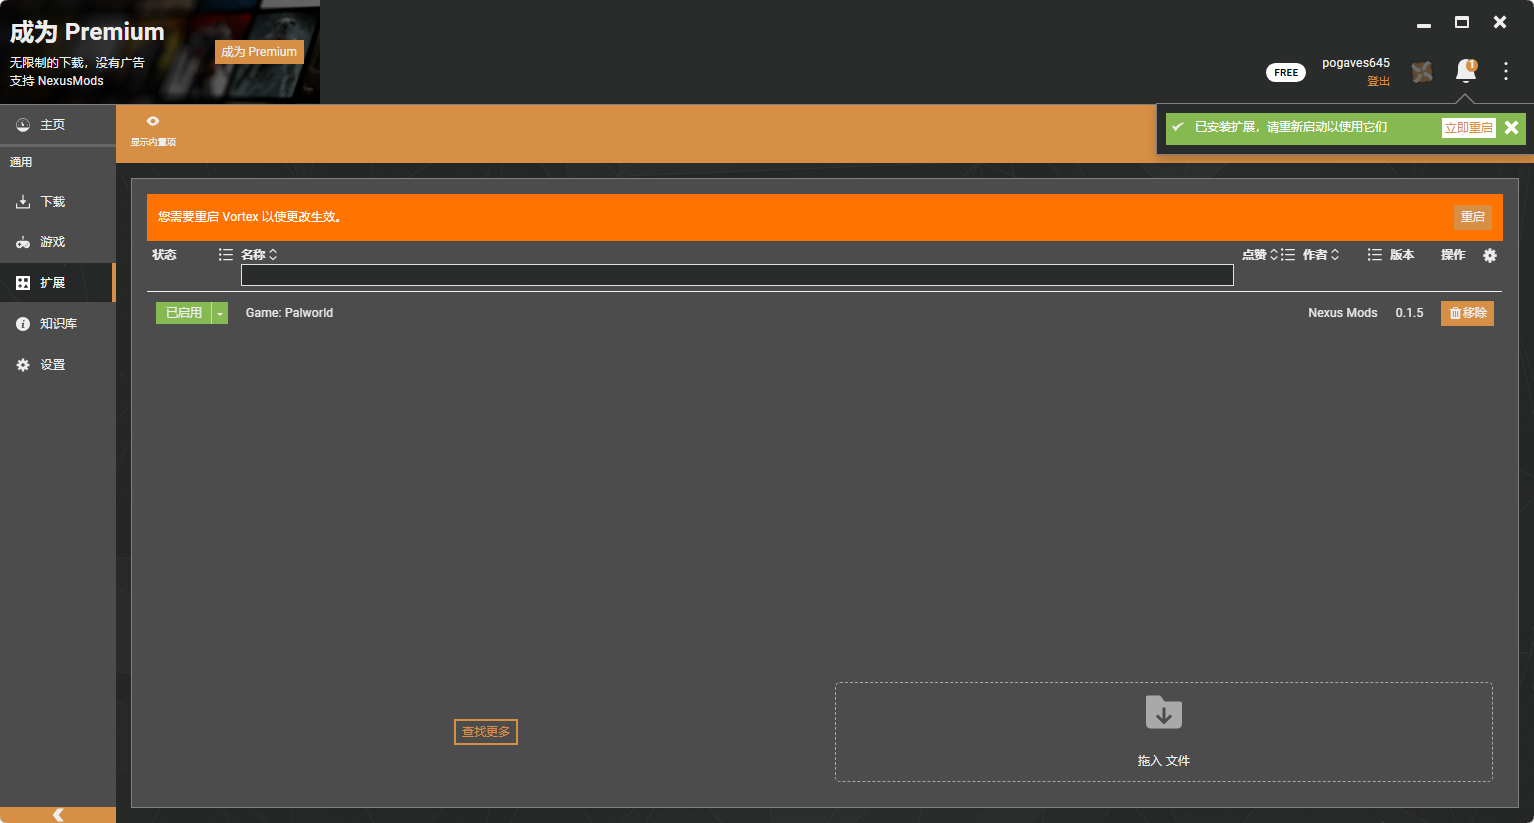 成为 Premium
无限制的下载，没有广告
支持 NexusMods
成为 Premium
FREE
pogaves645
登出
1
已安装扩展，请重新启动以使用它们
立即重启
主页
通用
下载
游戏
扩展
知识库
设置
显示内置项
您需要重启 Vortex 以使更改生效。
重启
状态 名称 点赞 作者 版本 操作
已启用 Game: Palworld Nexus Mods 0.1.5 移除
查找更多
拖入 文件